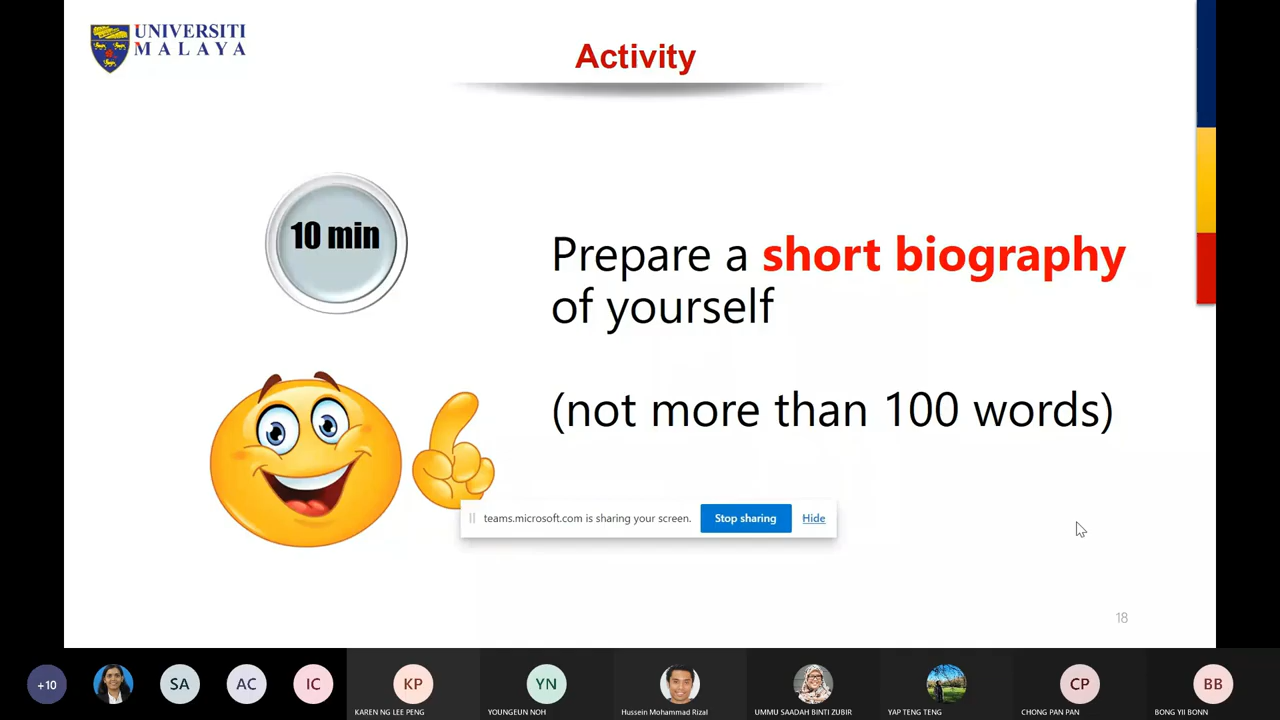 UNIVERSITI
MALAYA
Activity
10 min
Prepare a short biography
of yourself
(not more than 100 words)
teams.microsoft.com is sharing your screen. Stop sharing Hide
18
+10 SA AC IC KP YN CP BB
KAREN NG LEE PENG YOUNGEUN NOH Hussein Mohammad Rizal UMMU SAADAH BINTI ZUBIR YAP TENG TENG CHONG PAN PAN BONG YII BONN